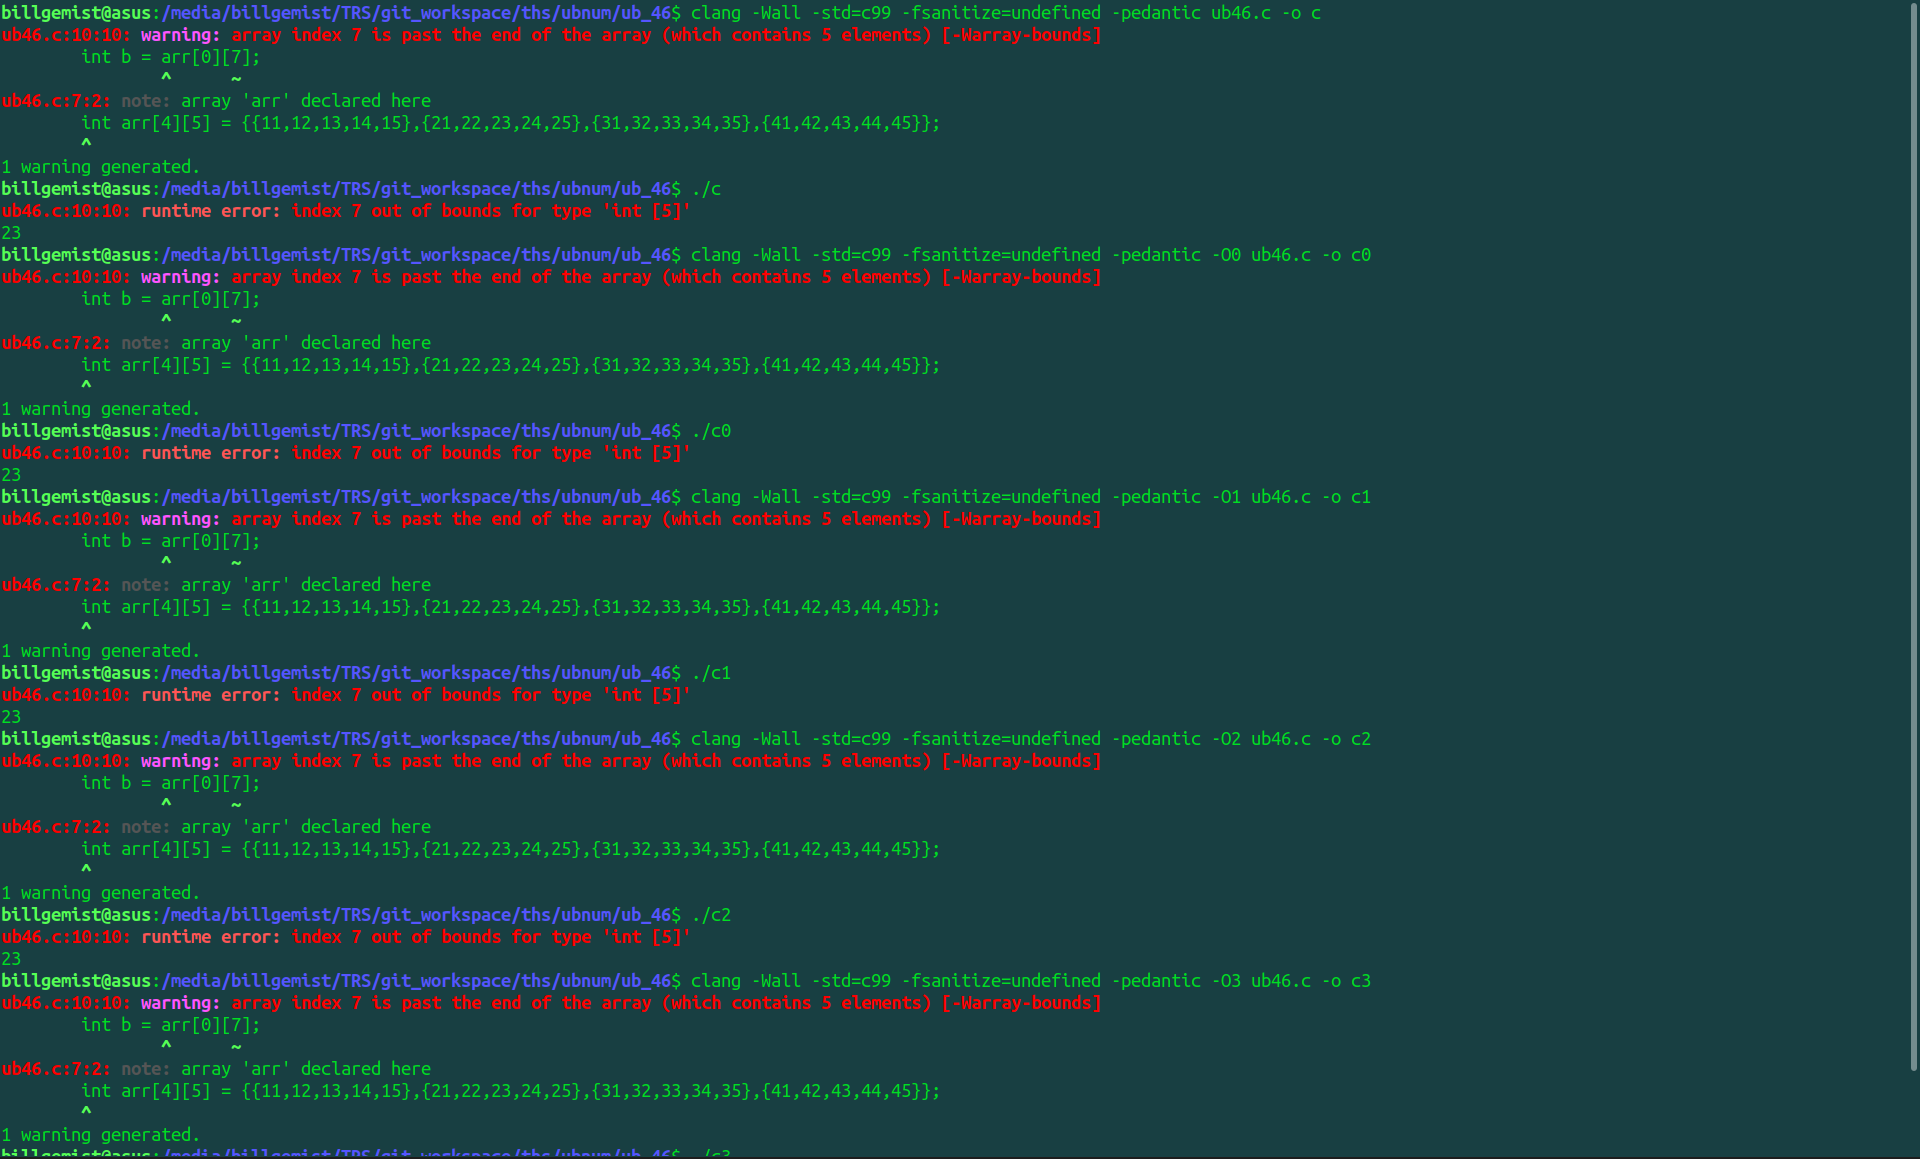 billgemist@asus:/media/billgemist/TRS/git_workspace/ths/ubnum/ub_46$ clang -Wall -std=c99 -fsanitize=undefined -pedantic ub46.c -o c
ub46.c:10:10: warning: array index 7 is past the end of the array (which contains 5 elements) [-Warray-bounds]
        int b = arr[0][7];
                ^      ~
ub46.c:7:2: note: array 'arr' declared here
        int arr[4][5] = {{11,12,13,14,15},{21,22,23,24,25},{31,32,33,34,35},{41,42,43,44,45}};
        ^
1 warning generated.
billgemist@asus:/media/billgemist/TRS/git_workspace/ths/ubnum/ub_46$ ./c
ub46.c:10:10: runtime error: index 7 out of bounds for type 'int [5]'
23
billgemist@asus:/media/billgemist/TRS/git_workspace/ths/ubnum/ub_46$ clang -Wall -std=c99 -fsanitize=undefined -pedantic -O0 ub46.c -o c0
ub46.c:10:10: warning: array index 7 is past the end of the array (which contains 5 elements) [-Warray-bounds]
        int b = arr[0][7];
                ^      ~
ub46.c:7:2: note: array 'arr' declared here
        int arr[4][5] = {{11,12,13,14,15},{21,22,23,24,25},{31,32,33,34,35},{41,42,43,44,45}};
        ^
1 warning generated.
billgemist@asus:/media/billgemist/TRS/git_workspace/ths/ubnum/ub_46$ ./c0
ub46.c:10:10: runtime error: index 7 out of bounds for type 'int [5]'
23
billgemist@asus:/media/billgemist/TRS/git_workspace/ths/ubnum/ub_46$ clang -Wall -std=c99 -fsanitize=undefined -pedantic -O1 ub46.c -o c1
ub46.c:10:10: warning: array index 7 is past the end of the array (which contains 5 elements) [-Warray-bounds]
        int b = arr[0][7];
                ^      ~
ub46.c:7:2: note: array 'arr' declared here
        int arr[4][5] = {{11,12,13,14,15},{21,22,23,24,25},{31,32,33,34,35},{41,42,43,44,45}};
        ^
1 warning generated.
billgemist@asus:/media/billgemist/TRS/git_workspace/ths/ubnum/ub_46$ ./c1
ub46.c:10:10: runtime error: index 7 out of bounds for type 'int [5]'
23
billgemist@asus:/media/billgemist/TRS/git_workspace/ths/ubnum/ub_46$ clang -Wall -std=c99 -fsanitize=undefined -pedantic -O2 ub46.c -o c2
ub46.c:10:10: warning: array index 7 is past the end of the array (which contains 5 elements) [-Warray-bounds]
        int b = arr[0][7];
                ^      ~
ub46.c:7:2: note: array 'arr' declared here
        int arr[4][5] = {{11,12,13,14,15},{21,22,23,24,25},{31,32,33,34,35},{41,42,43,44,45}};
        ^
1 warning generated.
billgemist@asus:/media/billgemist/TRS/git_workspace/ths/ubnum/ub_46$ ./c2
ub46.c:10:10: runtime error: index 7 out of bounds for type 'int [5]'
23
billgemist@asus:/media/billgemist/TRS/git_workspace/ths/ubnum/ub_46$ clang -Wall -std=c99 -fsanitize=undefined -pedantic -O3 ub46.c -o c3
ub46.c:10:10: warning: array index 7 is past the end of the array (which contains 5 elements) [-Warray-bounds]
        int b = arr[0][7];
                ^      ~
ub46.c:7:2: note: array 'arr' declared here
        int arr[4][5] = {{11,12,13,14,15},{21,22,23,24,25},{31,32,33,34,35},{41,42,43,44,45}};
        ^
1 warning generated.
billgemist@asus:/media/billgemist/TRS/git_workspace/ths/ubnum/ub_46$ ./c3